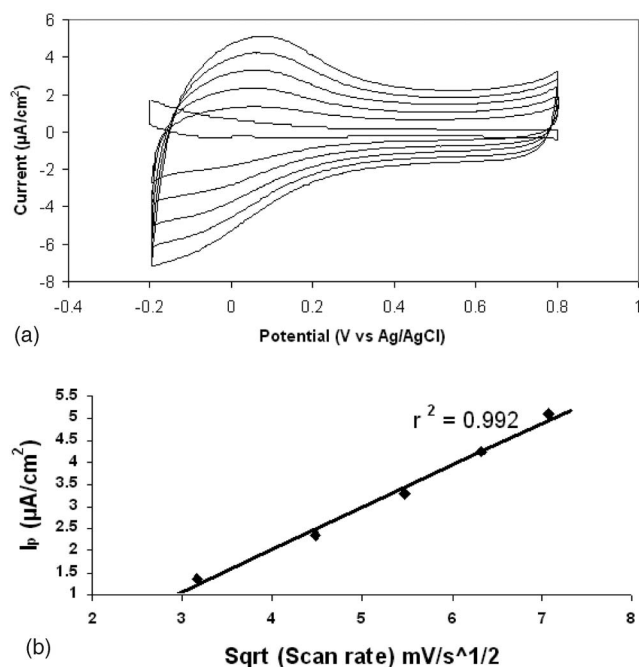 6
4
2
0
-2
-4
-6
-8
Current (µA/cm2)
-0.4 -0.2 0 0.2 0.4 0.6 0.8 1
Potential (V vs Ag/AgCl)
(a)
5.5
5
4.5
4
3.5
3
2.5
2
1.5
1
r 2 = 0.992
Ip (µA/cm2)
2 3 4 5 6 7 8
Sqrt (Scan rate) mV/s^1/2
(b)